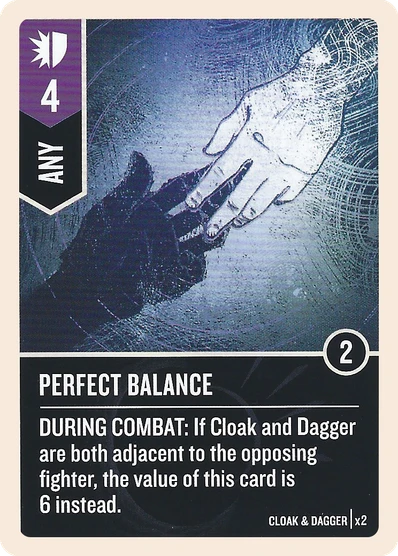 4
ANY
2
PERFECT BALANCE
DURING COMBAT: If Cloak and Dagger
are both adjacent to the opposing
fighter, the value of this card is
6 instead.
CLOAK & DAGGER | x2